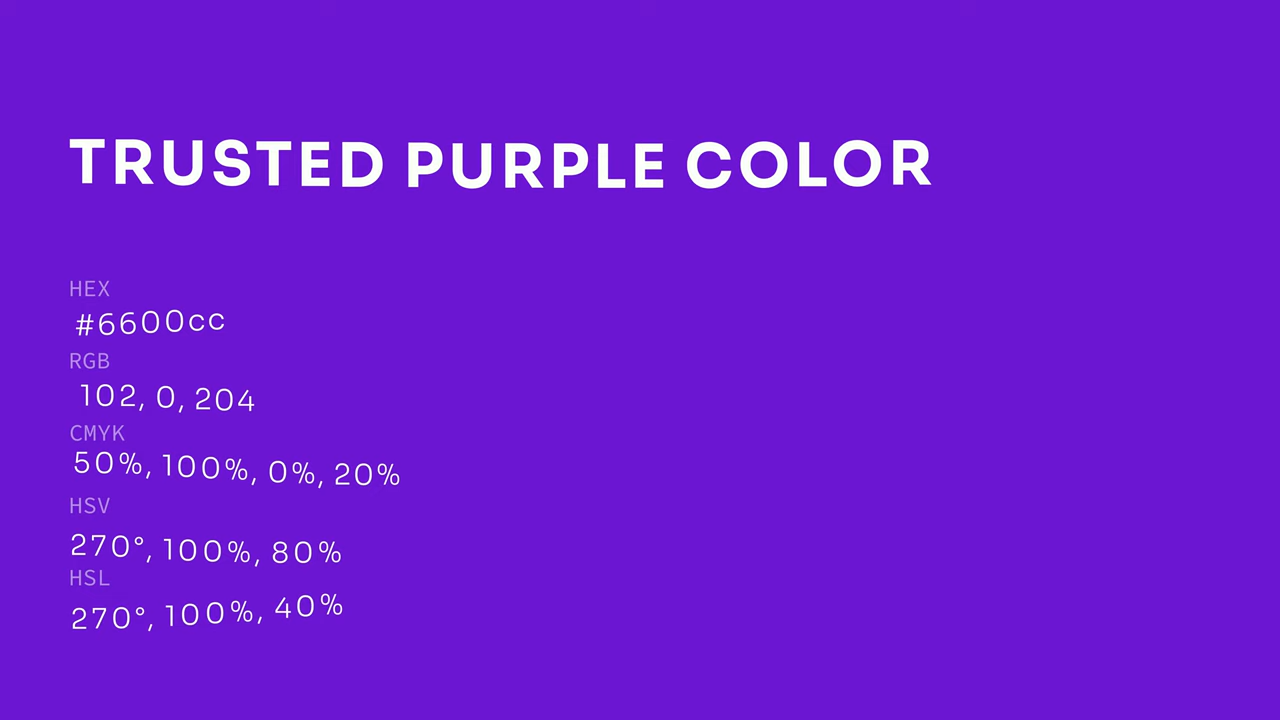 TRUSTED PURPLE COLOR
HEX
#6600cc
RGB
102, 0, 204
CMYK
50%, 100%, 0%, 20%
HSV
270°, 100%, 80%
HSL
270°, 100%, 40%